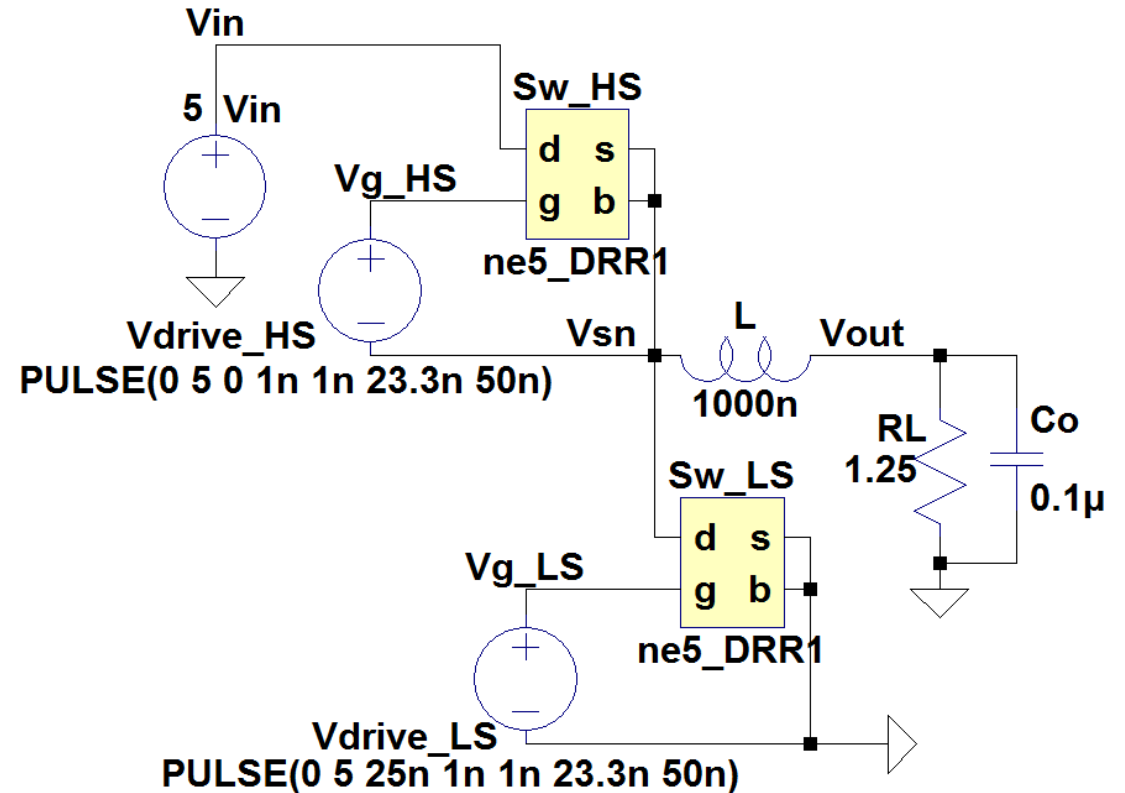 Vin
5 Vin
Sw_HS
d s
g b
ne5_DRR1
Vg_HS
Vdrive_HS
PULSE(0 5 0 1n 1n 23.3n 50n)
Vsn
L
1000n
Vout
RL
1.25
Co
0.1µ
Sw_LS
d s
g b
ne5_DRR1
Vg_LS
Vdrive_LS
PULSE(0 5 25n 1n 1n 23.3n 50n)